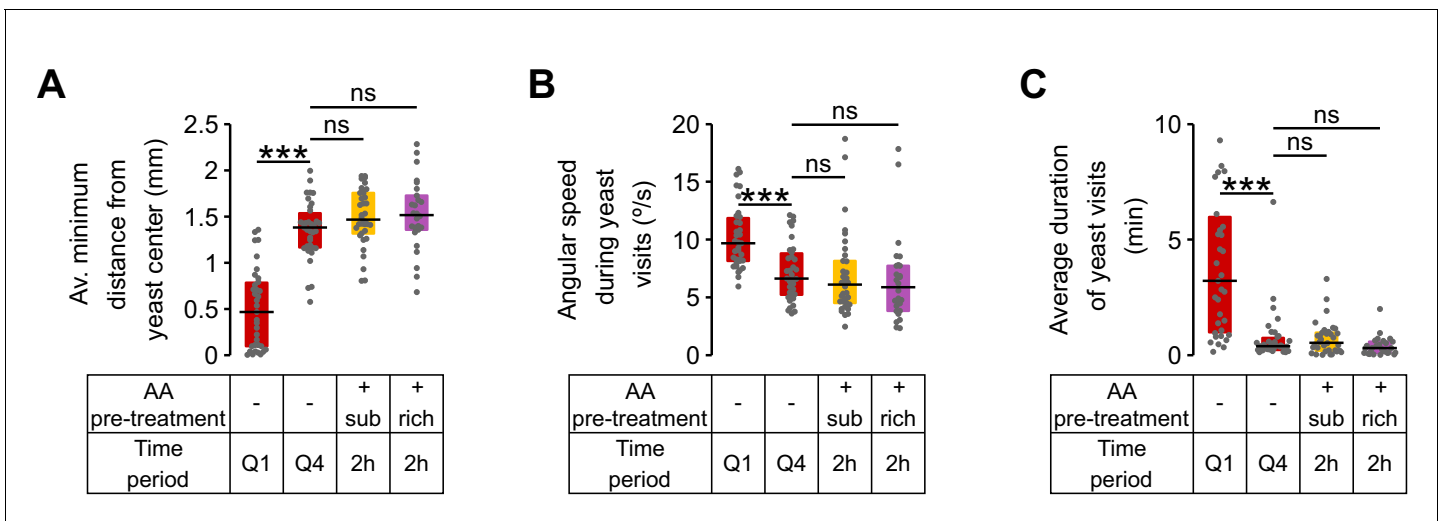 A
Av. minimum
distance from
yeast center (mm)
2.5
2
1.5
1
0.5
0
***
ns
ns
AA
pre-treatment
-
-
+
sub
+
rich
Time
period
Q1
Q4
2h
2h
B
Angular speed
during yeast
visits (º/s)
20
15
10
5
0
***
ns
ns
AA
pre-treatment
-
-
+
sub
+
rich
Time
period
Q1
Q4
2h
2h
C
Average duration
of yeast visits
(min)
10
5
0
***
ns
ns
AA
pre-treatment
-
-
+
sub
+
rich
Time
period
Q1
Q4
2h
2h